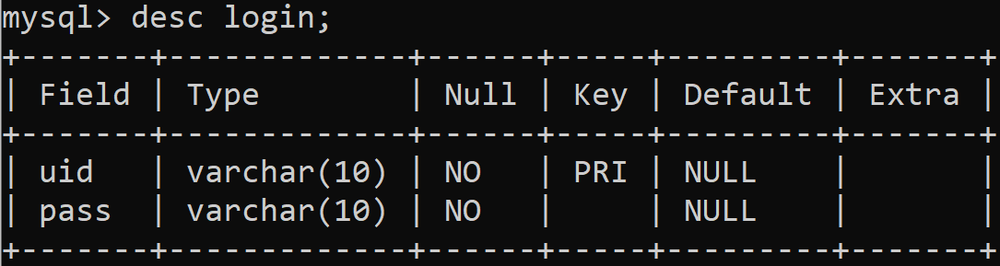 mysql> desc login;
+-------+-------------+------+-----+---------+-------+
| Field | Type        | Null | Key | Default | Extra |
+-------+-------------+------+-----+---------+-------+
| uid   | varchar(10) | NO   | PRI | NULL    |       |
| pass  | varchar(10) | NO   |     | NULL    |       |
+-------+-------------+------+-----+---------+-------+